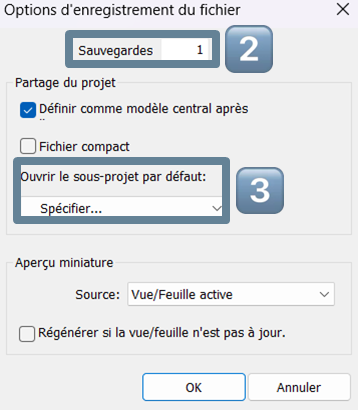 Options d'enregistrement du fichier
Sauvegardes 1
2
Partage du projet
Définir comme modèle central après
Fichier compact
Ouvrir le sous-projet par défaut:
Spécifier...
3
Aperçu miniature
Source: Vue/Feuille active
Régénérer si la vue/feuille n'est pas à jour.
OK Annuler